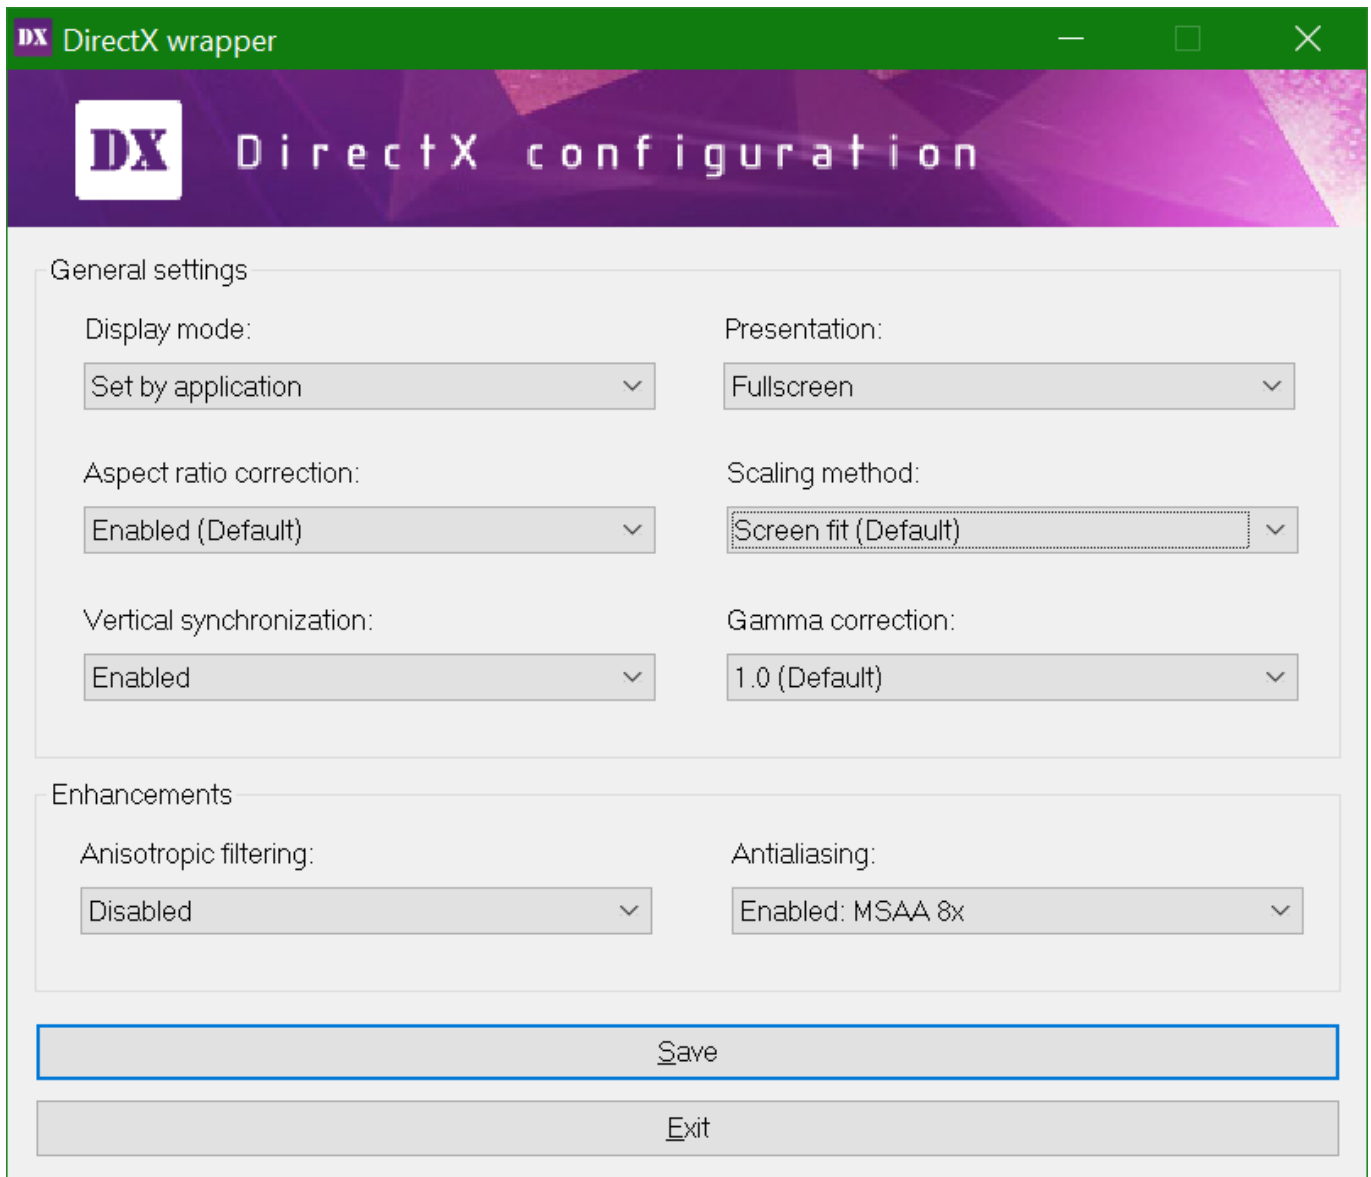 DX DirectX wrapper
DX DirectX configuration
General settings
Display mode:
Presentation:
Set by application
Fullscreen
Aspect ratio correction:
Scaling method:
Enabled (Default)
Screen fit (Default)
Vertical synchronization:
Gamma correction:
Enabled
1.0 (Default)
Enhancements
Anisotropic filtering:
Antialiasing:
Disabled
Enabled: MSAA 8x
Save
Exit